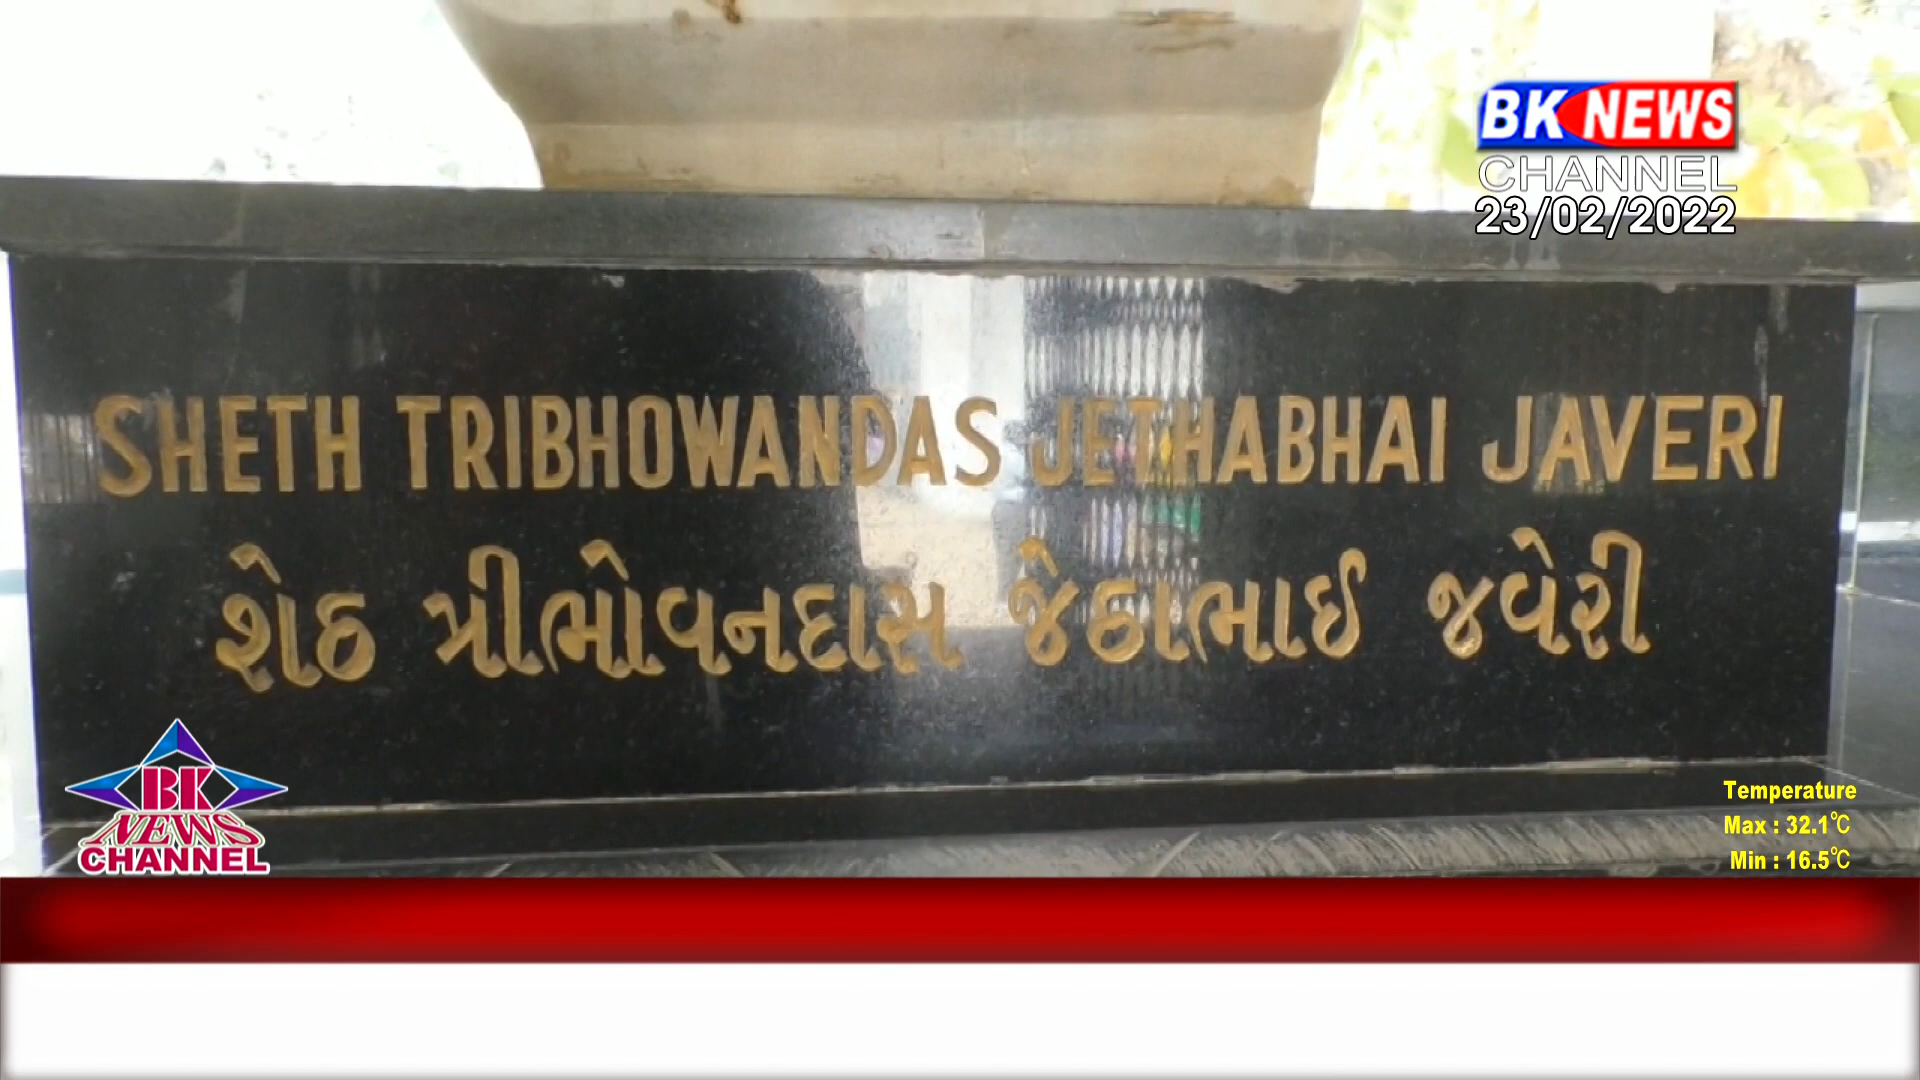 BK NEWS
CHANNEL
23/02/2022
SHETH TRIBHOWANDAS JETHABHAI JAVERI
શેઠ ત્રીભોવનદાસ જેઠાભાઈ જવેરી
BK
NEWS
CHANNEL
Temperature
Max : 32.1℃
Min : 16.5℃